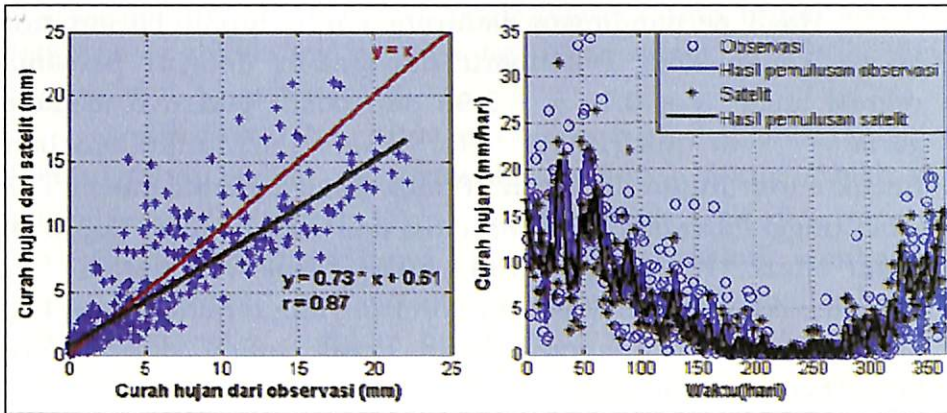 Curah hujan dari satelit (mm)
25
20
15
10
5
0
0 5 10 15 20 25
y = x
y = 0.73 * x + 0.51
r = 0.87
Curah hujan dari observasi (mm)
Curah hujan (mm/hari)
35
30
25
20
15
10
5
0
0 50 100 150 200 250 300 350
Observasi
Hasil pemulusan observasi
Satelit
Hasil pemulusan satelit
Waktu(hari)